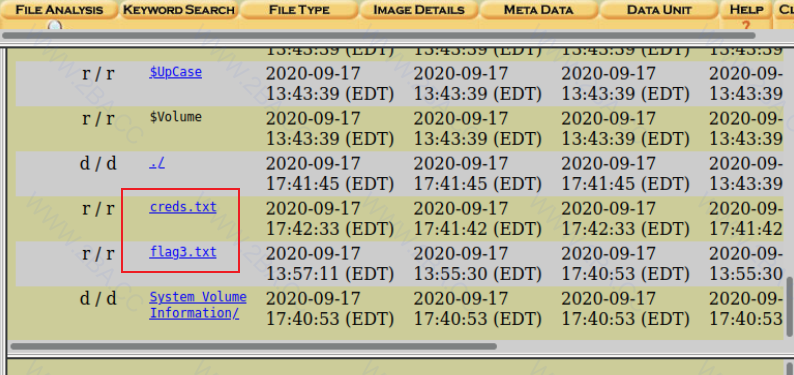 FILE ANALYSIS KEYWORD SEARCH FILE TYPE IMAGE DETAILS META DATA DATA UNIT HELP CL
?
13:43:39 (EDT) 13:43:39 (EDT) 13:43:39 (EDT) 13:43:39
r / r $UpCase 2020-09-17 2020-09-17 2020-09-17 2020-09-
13:43:39 (EDT) 13:43:39 (EDT) 13:43:39 (EDT) 13:43:39
r / r $Volume 2020-09-17 2020-09-17 2020-09-17 2020-09-
13:43:39 (EDT) 13:43:39 (EDT) 13:43:39 (EDT) 13:43:39
d / d ./ 2020-09-17 2020-09-17 2020-09-17 2020-09-
17:41:45 (EDT) 17:41:45 (EDT) 17:41:45 (EDT) 13:43:39
r / r creds.txt 2020-09-17 2020-09-17 2020-09-17 2020-09-
17:42:33 (EDT) 17:41:42 (EDT) 17:42:33 (EDT) 17:41:42
r / r flag3.txt 2020-09-17 2020-09-17 2020-09-17 2020-09-
13:57:11 (EDT) 13:55:30 (EDT) 17:40:53 (EDT) 13:55:30
d / d System Volume 2020-09-17 2020-09-17 2020-09-17 2020-09-
Information/ 17:40:53 (EDT) 17:40:53 (EDT) 17:40:53 (EDT) 17:40:53